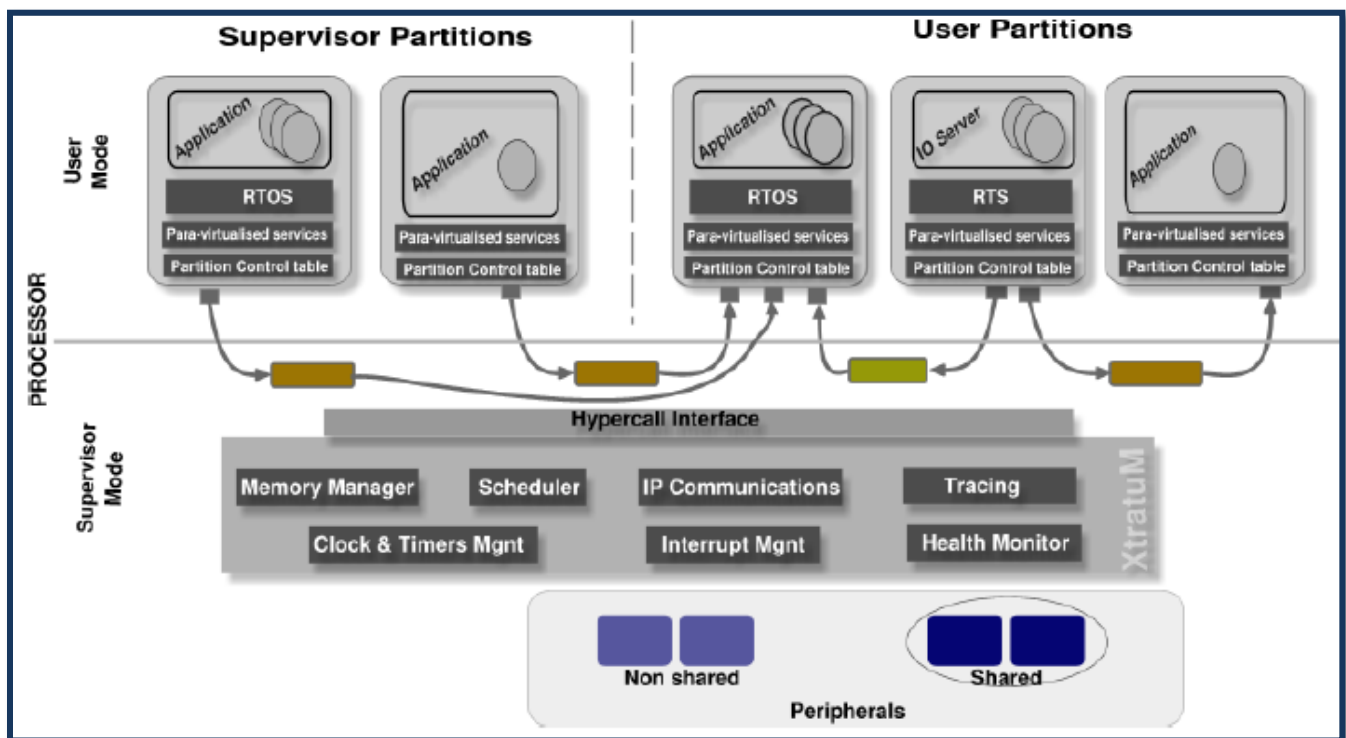 Supervisor Partitions
User Partitions
User Mode
Application
RTOS
Para-virtualised services
Partition Control table
Application
Para-virtualised services
Partition Control table
Application
RTOS
Para-virtualised services
Partition Control table
IO Server
RTS
Para-virtualised services
Partition Control table
Application
Para-virtualised services
Partition Control table
PROCESSOR
Supervisor Mode
Hypercall Interface
XtratuM
Memory Manager
Scheduler
IP Communications
Tracing
Clock & Timers Mgnt
Interrupt Mgnt
Health Monitor
Non shared
Shared
Peripherals